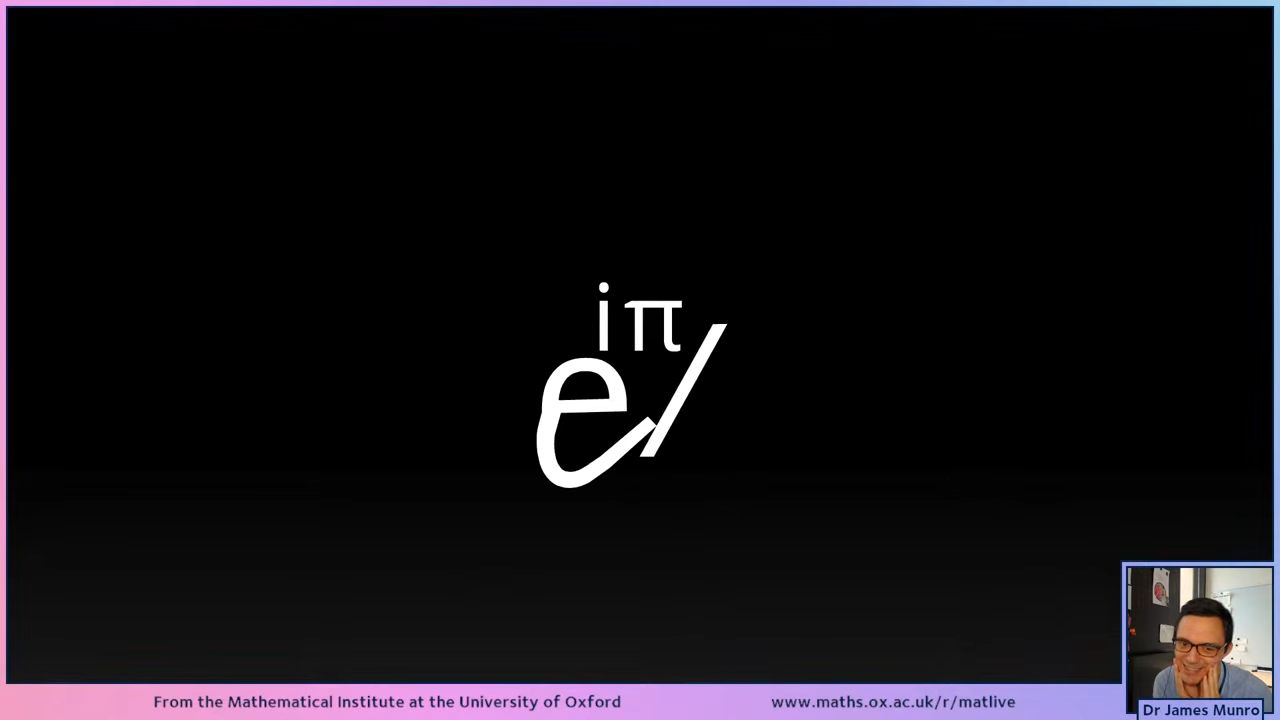 iπ
e/
From the Mathematical Institute at the University of Oxford
www.maths.ox.ac.uk/r/matlive
Dr James Munro